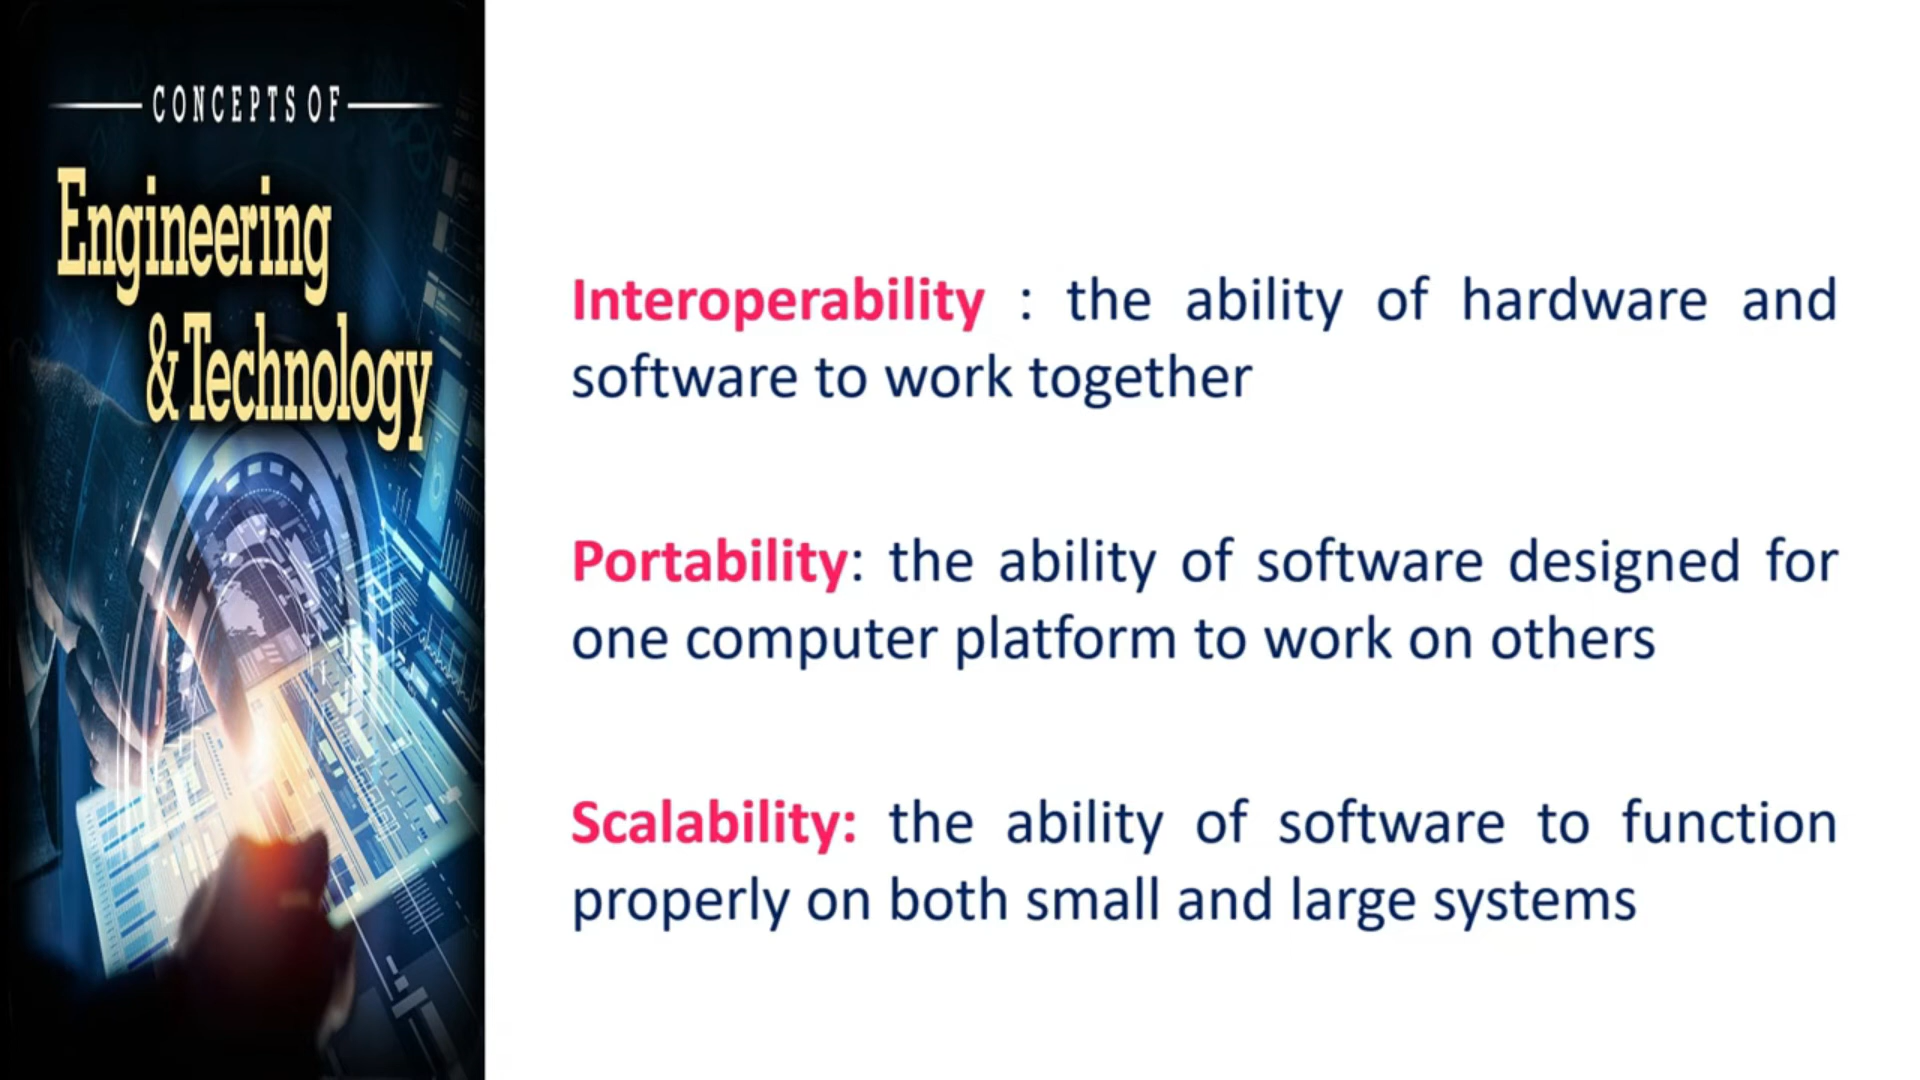 CONCEPTS OF
Engineering
& Technology
Interoperability : the ability of hardware and
software to work together
Portability: the ability of software designed for
one computer platform to work on others
Scalability: the ability of software to function
properly on both small and large systems